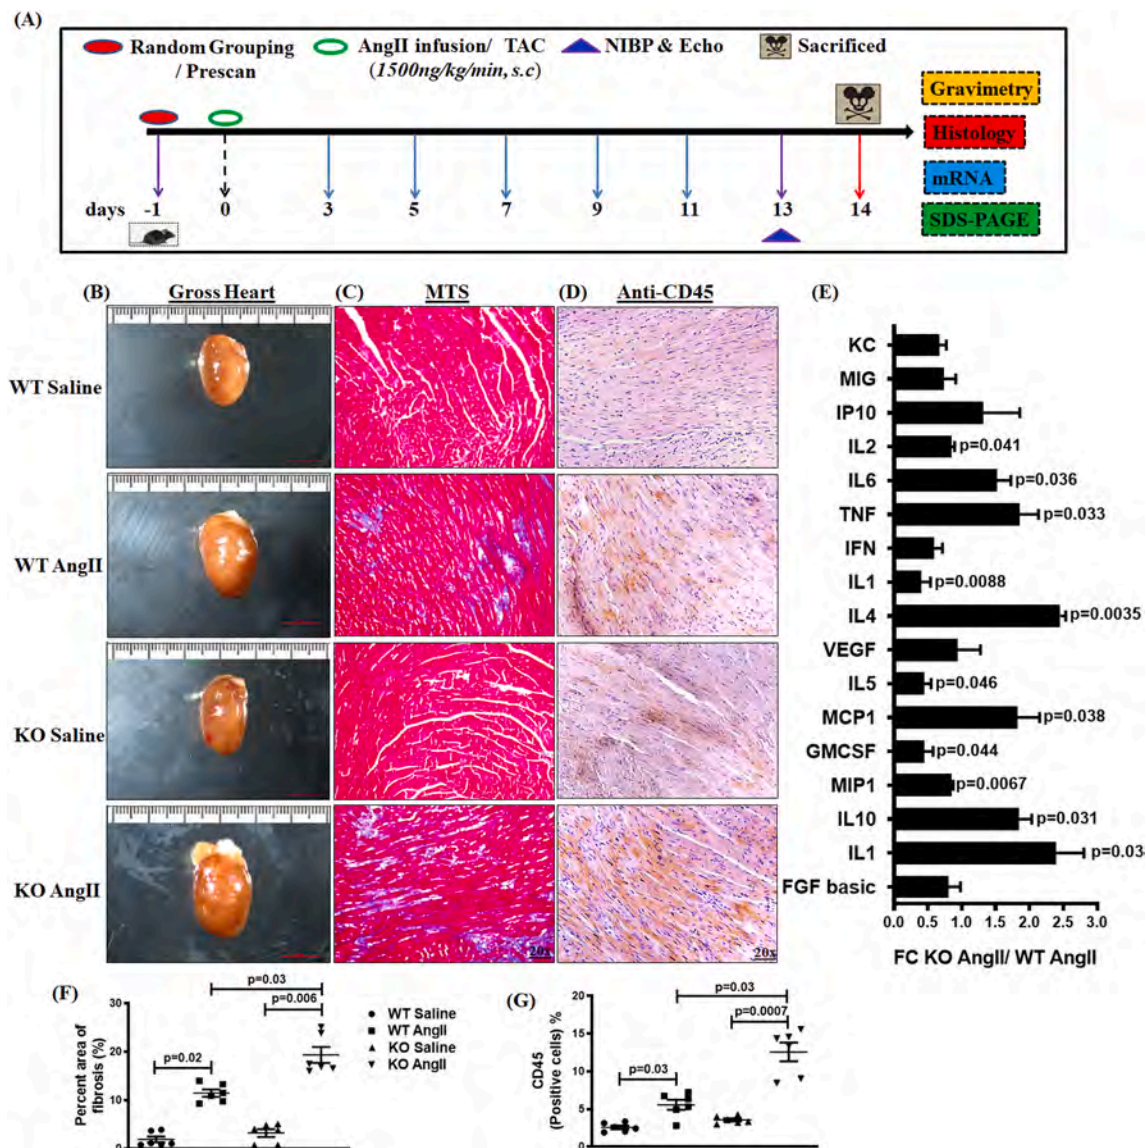 (A)
Random Grouping / Prescan
AngII infusion/ TAC
(1500ng/kg/min, s.c)
NIBP & Echo
Sacrificed
Gravimetry
Histology
mRNA
SDS-PAGE
days -1 0 3 5 7 9 11 13 14
(B) Gross Heart
(C) MTS
(D) Anti-CD45
(E)
WT Saline
WT AngII
KO Saline
KO AngII
20x
20x
KC
MIG
IP10
IL2 p=0.041
IL6 p=0.036
TNF p=0.033
IFN
IL1 p=0.0088
IL4 p=0.0035
VEGF
IL5 p=0.046
MCP1 p=0.038
GMCSF p=0.044
MIP1 p=0.0067
IL10 p=0.031
IL1 p=0.03
FGF basic
0.0 0.5 1.0 1.5 2.0 2.5 3.0
FC KO AngII/ WT AngII
(F)
Percent area of
fibrosis (%)
30
20
10
0
p=0.02
p=0.03
p=0.006
WT Saline
WT AngII
KO Saline
KO AngII
(G)
CD45
(Positive cells) %
20
15
10
5
0
p=0.03
p=0.03
p=0.0007